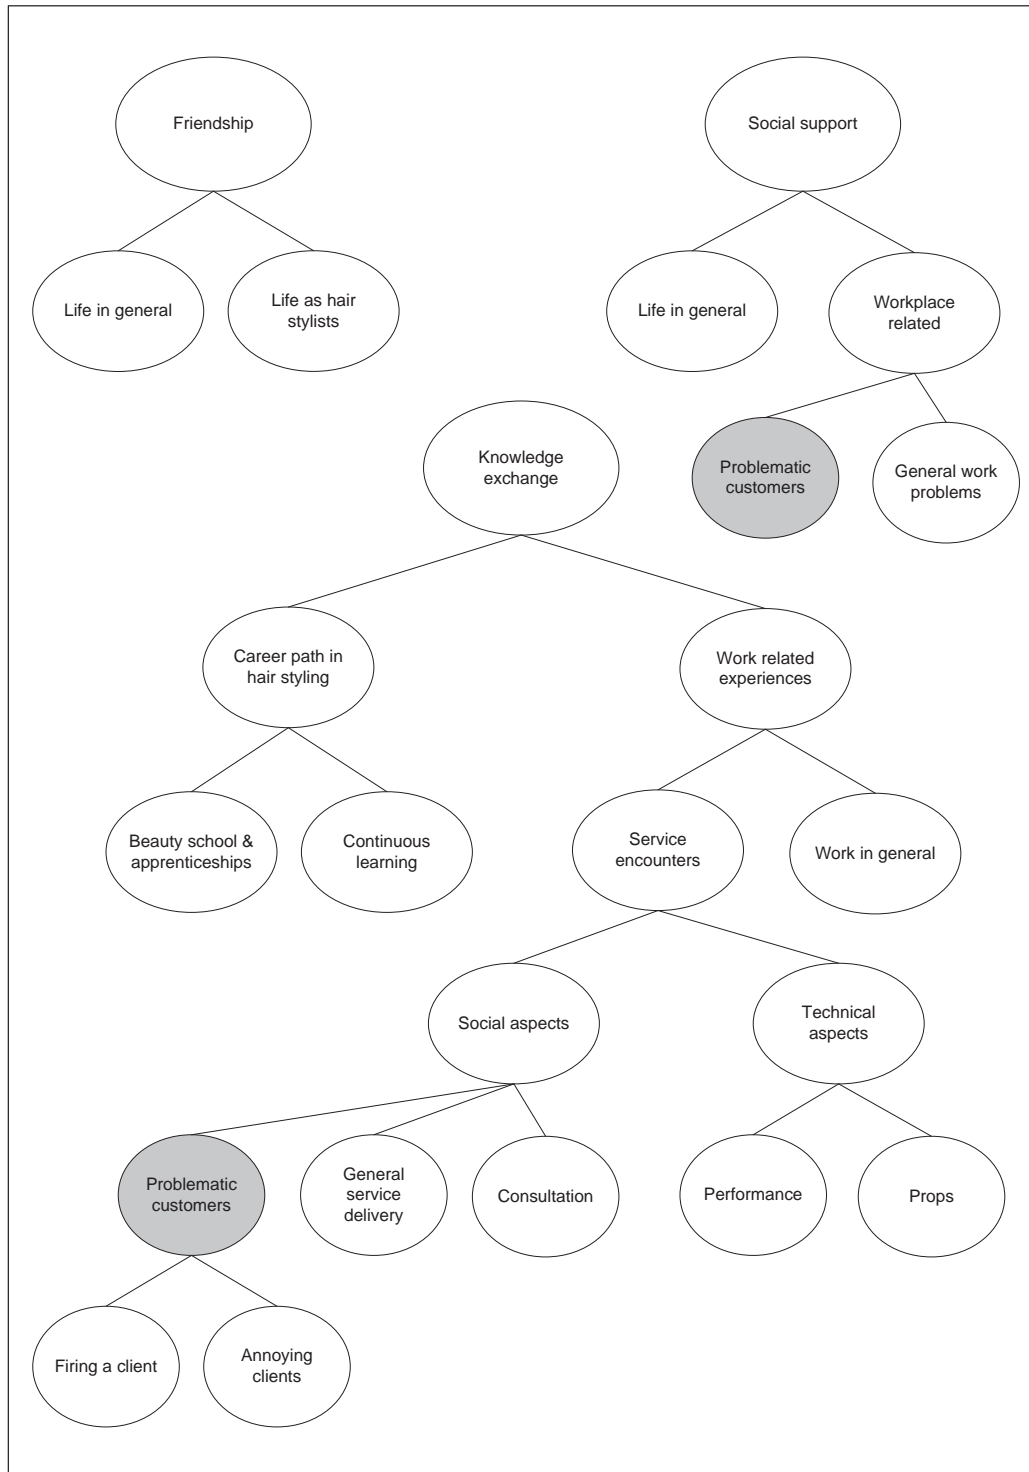 Friendship
Social support
Life in general
Life as hair
stylists
Life in general
Workplace
related
Knowledge
exchange
Problematic
customers
General work
problems
Career path in
hair styling
Work related
experiences
Beauty school &
apprenticeships
Continuous
learning
Service
encounters
Work in general
Social aspects
Technical
aspects
Problematic
customers
General
service
delivery
Consultation
Performance
Props
Firing a client
Annoying
clients